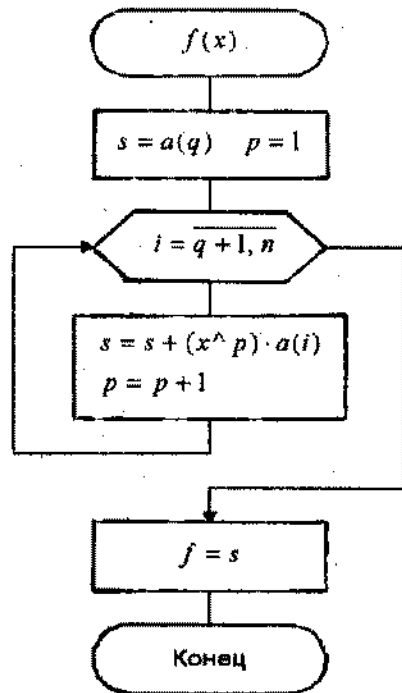 f(x)
s = a(q) p = 1
i = q + 1, n
s = s + (x^ p) · a(i)
p = p + 1
f = s
Конец